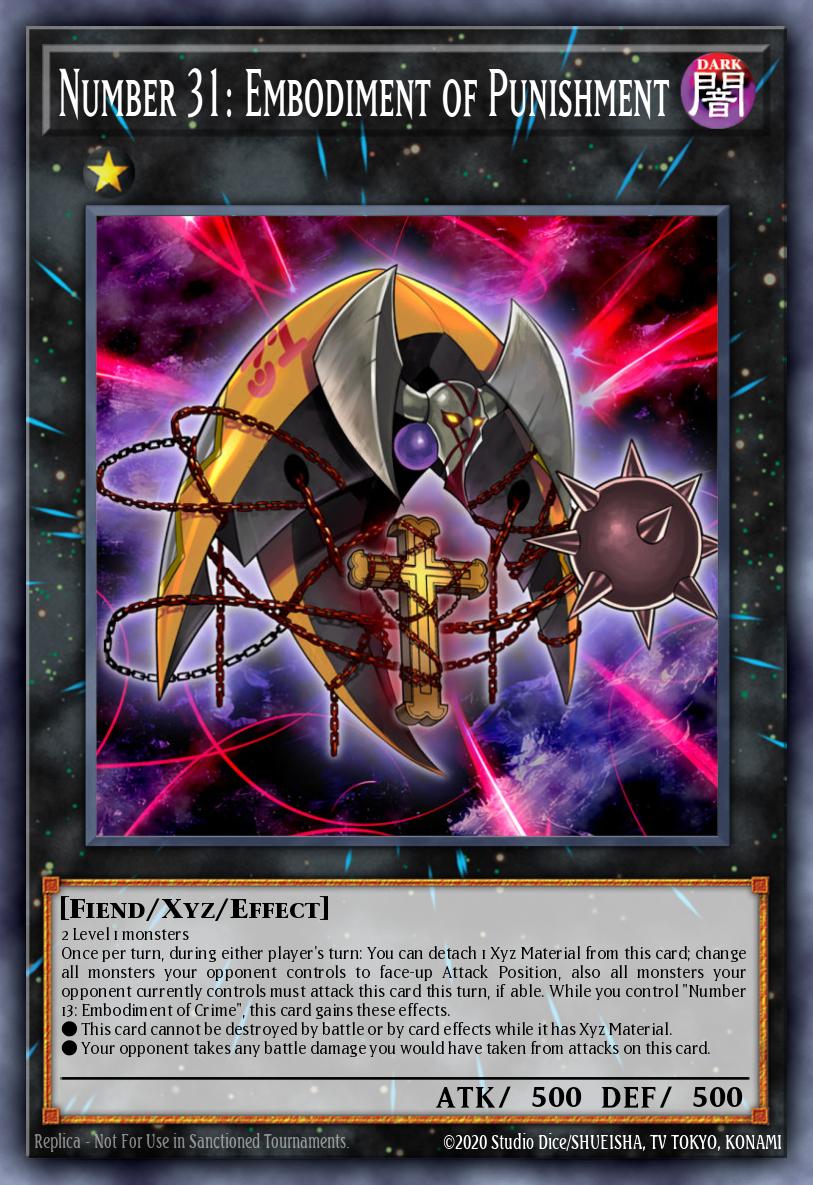 Number 31: Embodiment of Punishment
DARK
闇
31
[Fiend/Xyz/Effect]
2 Level 1 monsters
Once per turn, during either player's turn: You can detach 1 Xyz Material from this card; change
all monsters your opponent controls to face-up Attack Position, also all monsters your
opponent currently controls must attack this card this turn, if able. While you control "Number
13: Embodiment of Crime", this card gains these effects.
● This card cannot be destroyed by battle or by card effects while it has Xyz Material.
● Your opponent takes any battle damage you would have taken from attacks on this card.
ATK/ 500 DEF/ 500
Replica - Not For Use in Sanctioned Tournaments.
©2020 Studio Dice/SHUEISHA, TV TOKYO, KONAMI